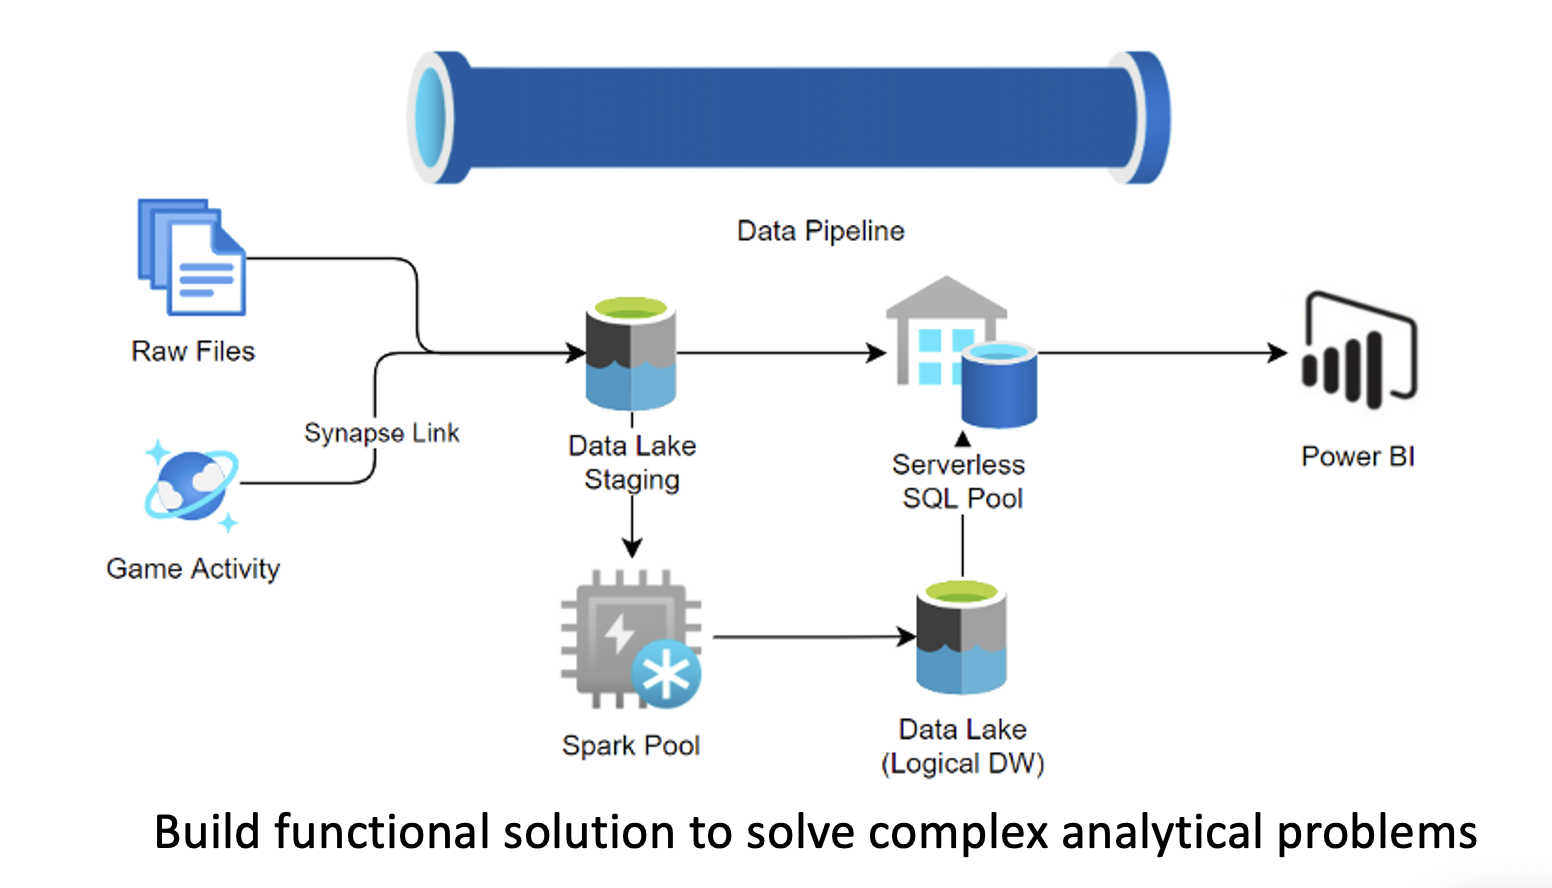 Data Pipeline
Raw Files
Synapse Link
Game Activity
Data Lake
Staging
Serverless
SQL Pool
Power BI
Spark Pool
Data Lake
(Logical DW)
Build functional solution to solve complex analytical problems